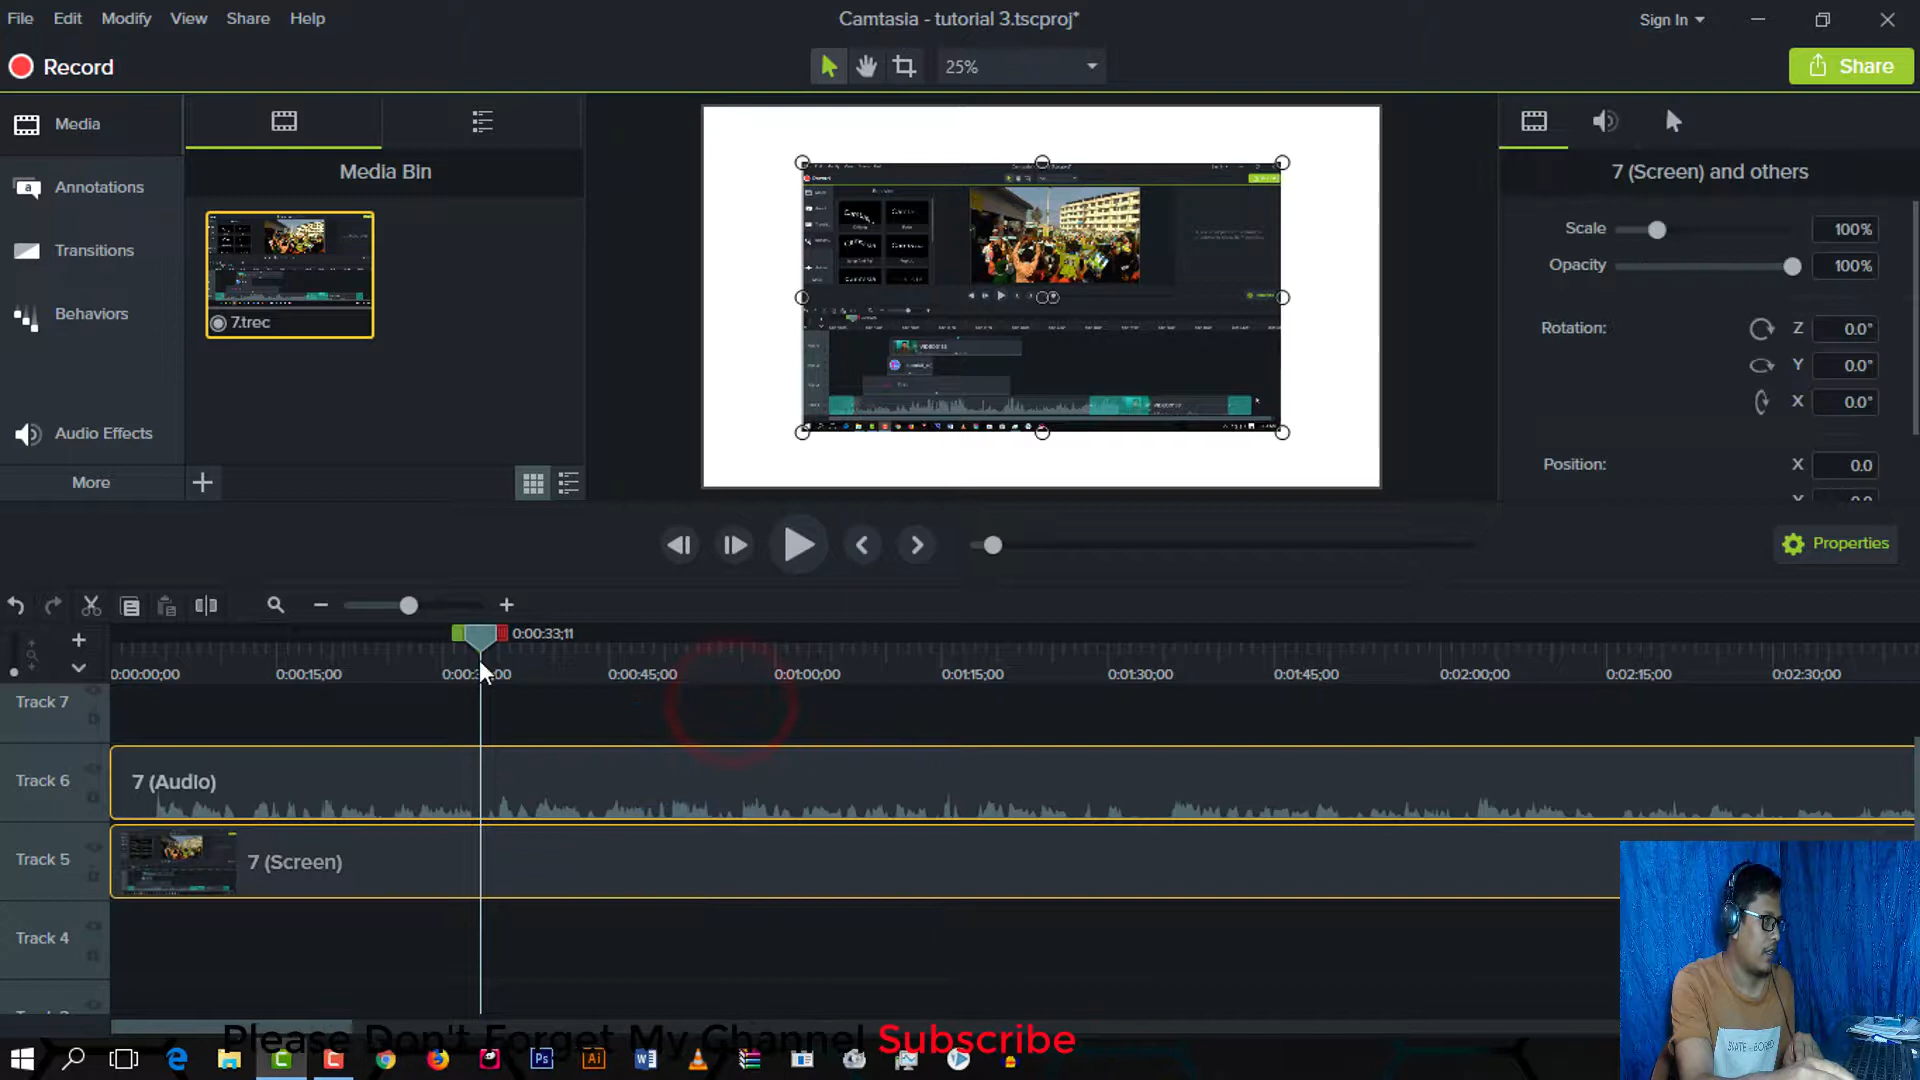 File Edit Modify View Share Help
Camtasia - tutorial 3.tscproj*
Sign In
Record
25%
Share
Media
Annotations
Transitions
Behaviors
Audio Effects
More
Media Bin
7.trec
7 (Screen) and others
Scale 100%
Opacity 100%
Rotation: Z 0.0°
Y 0.0°
X 0.0°
Position: X 0.0
Properties
0:00:33;11
0:00:00;00 0:00:15;00 0:00:45;00 0:01:00;00 0:01:15;00 0:01:30;00 0:01:45;00 0:02:00;00 0:02:15;00 0:02:30;00
Track 7
Track 6
7 (Audio)
Track 5
7 (Screen)
Track 4
Please Don't Forget My Channel Subscribe